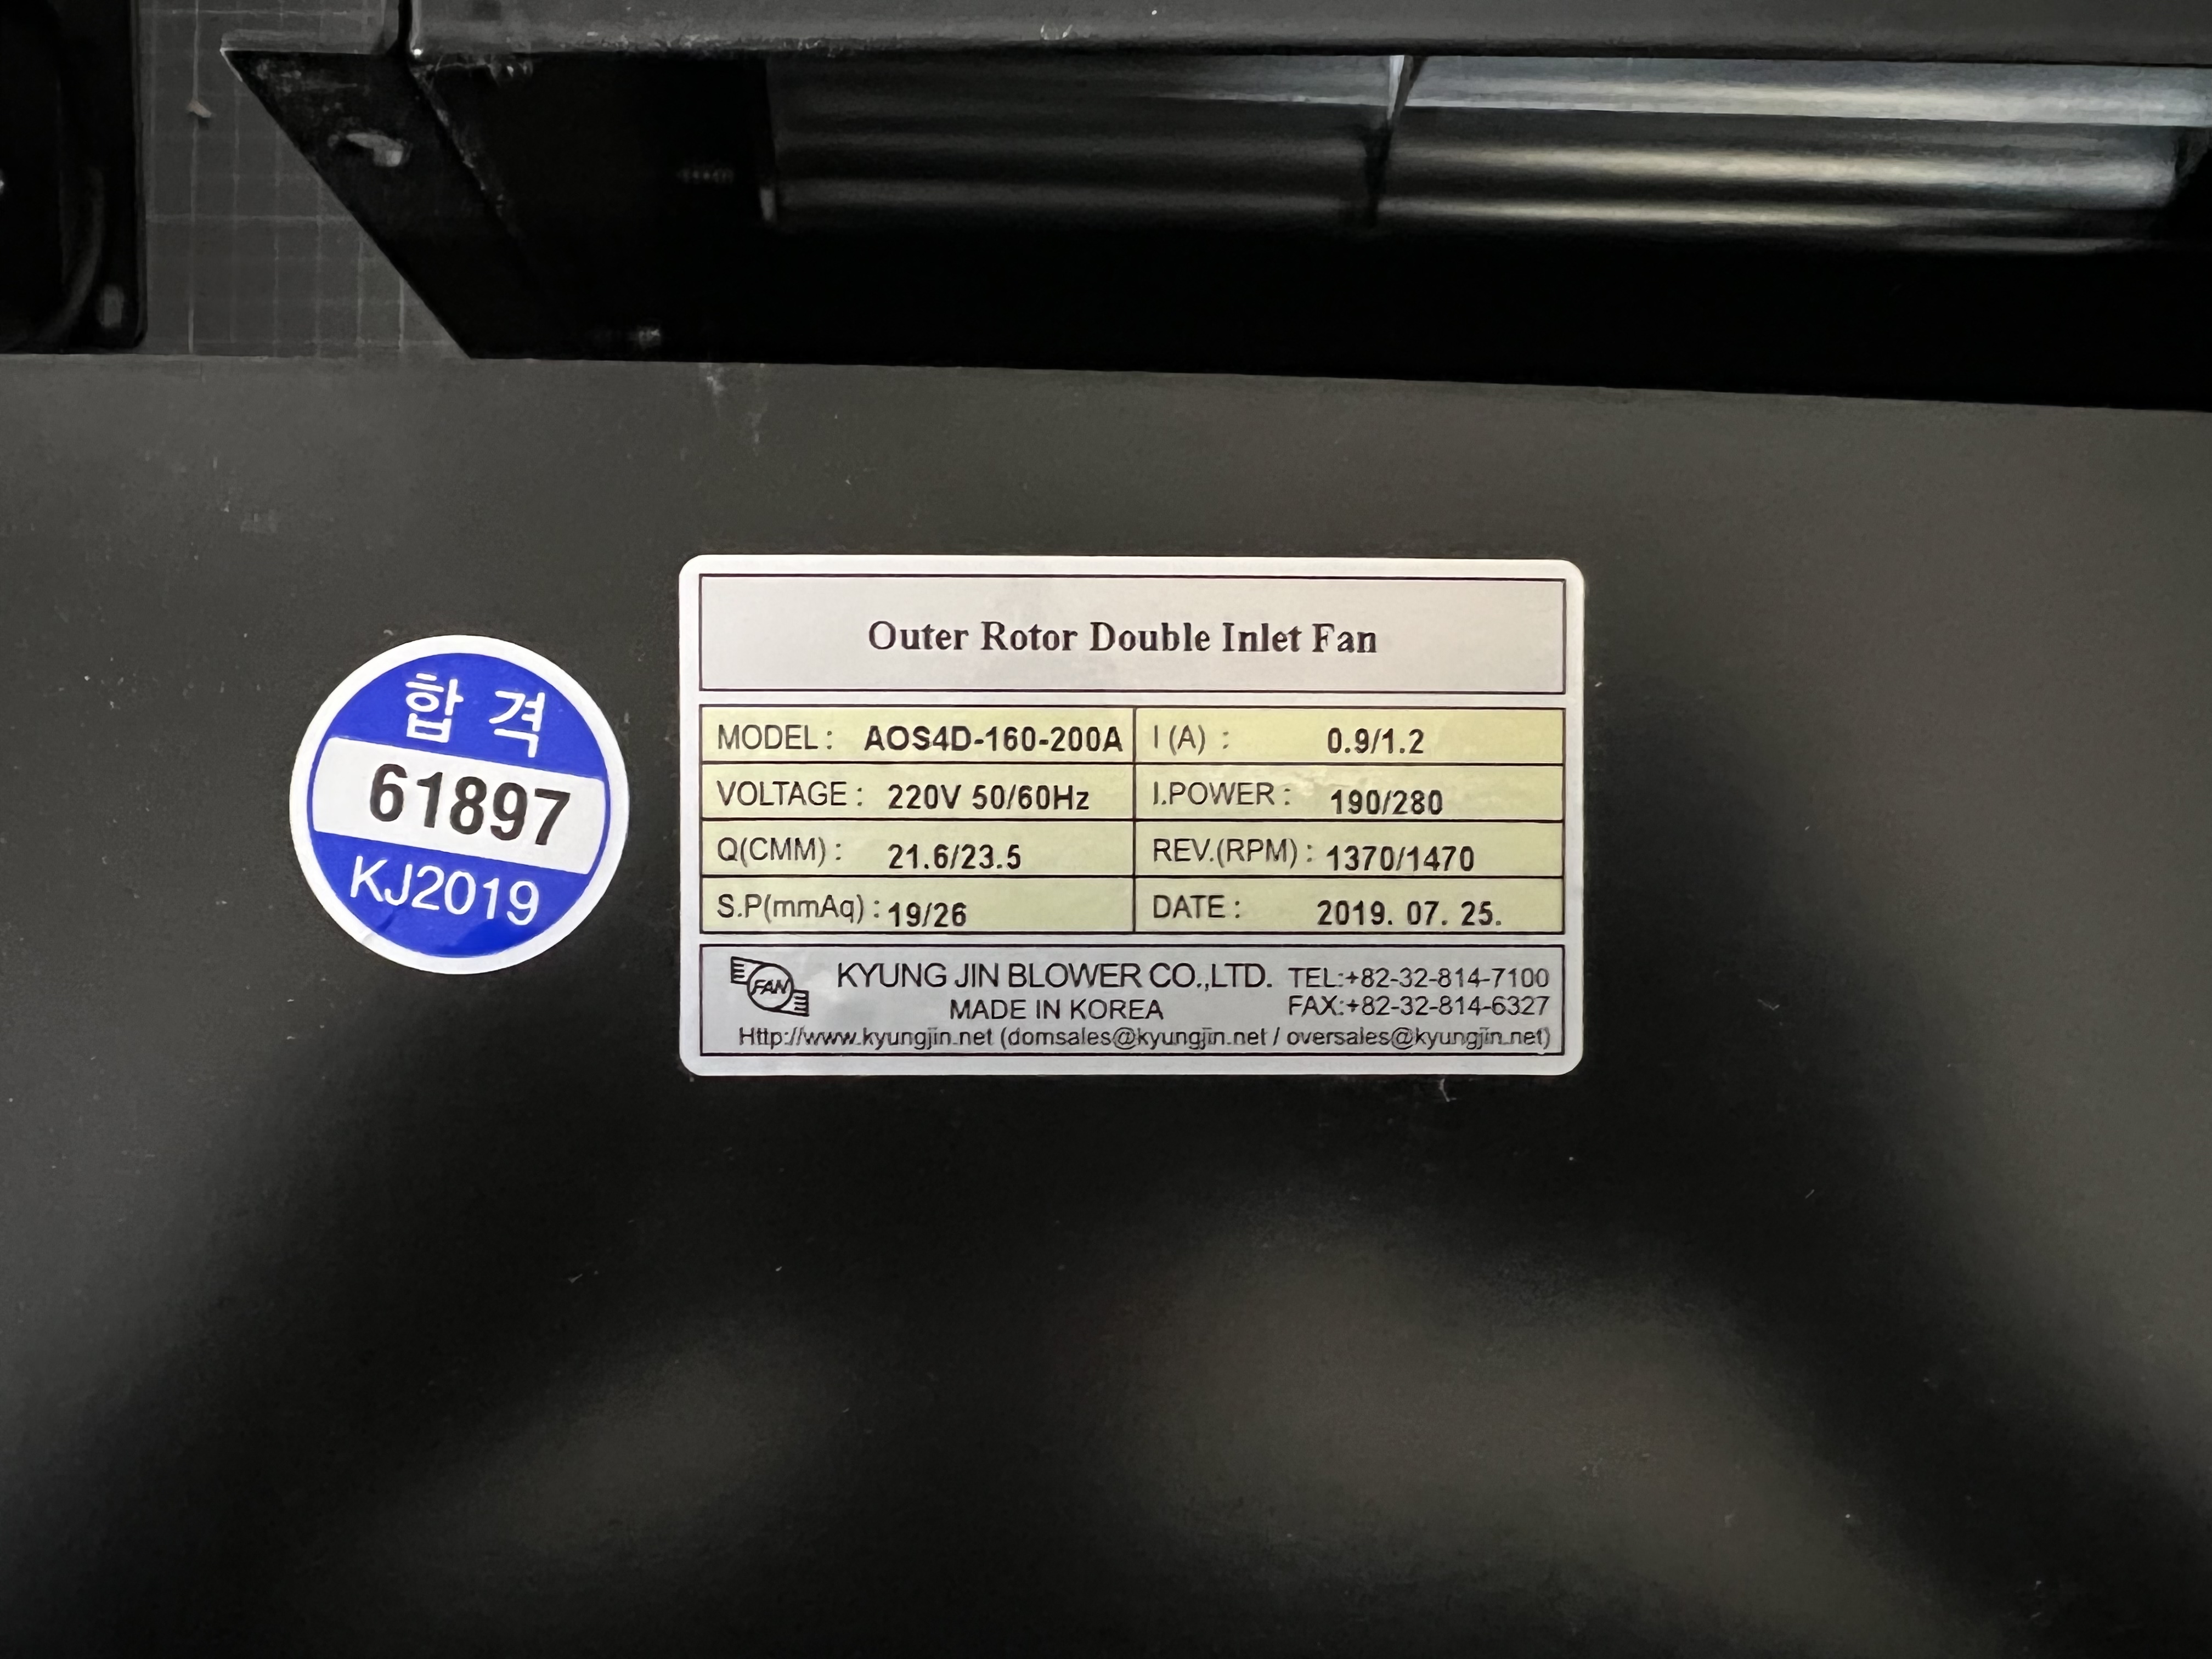 합격
61897
KJ2019
Outer Rotor Double Inlet Fan
MODEL : AOS4D-160-200A I (A) : 0.9/1.2
VOLTAGE : 220V 50/60Hz I.POWER : 190/280
Q(CMM) : 21.6/23.5 REV.(RPM) : 1370/1470
S.P(mmAq) : 19/26 DATE : 2019. 07. 25.
FAN KYUNG JIN BLOWER CO.,LTD. TEL:+82-32-814-7100
MADE IN KOREA FAX:+82-32-814-6327
Http://www.kyungjin.net (domsales@kyungjin.net / oversales@kyungjin.net)